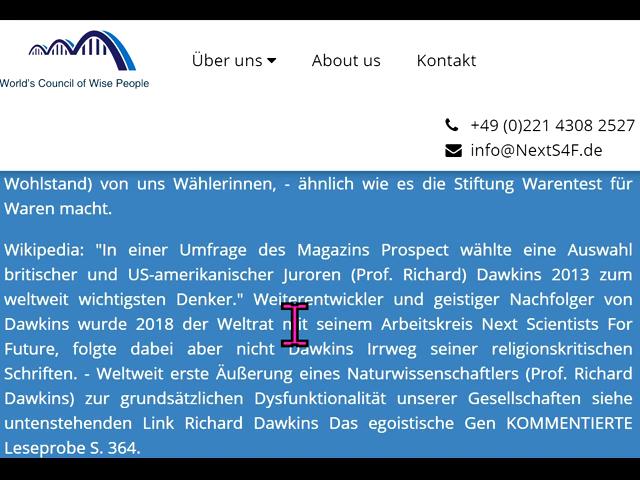 World's Council of Wise People
Über uns
About us
Kontakt
+49 (0)221 4308 2527
info@NextS4F.de
Wohlstand) von uns Wählerinnen, - ähnlich wie es die Stiftung Warentest für
Waren macht.
Wikipedia: "In einer Umfrage des Magazins Prospect wählte eine Auswahl
britischer und US-amerikanischer Juroren (Prof. Richard) Dawkins 2013 zum
weltweit wichtigsten Denker." Weiterentwickler und geistiger Nachfolger von
Dawkins wurde 2018 der Weltrat mit seinem Arbeitskreis Next Scientists For
Future, folgte dabei aber nicht Dawkins Irrweg seiner religionskritischen
Schriften. - Weltweit erste Äußerung eines Naturwissenschaftlers (Prof. Richard
Dawkins) zur grundsätzlichen Dysfunktionalität unserer Gesellschaften siehe
untenstehenden Link Richard Dawkins Das egoistische Gen KOMMENTIERTE
Leseprobe S. 364.